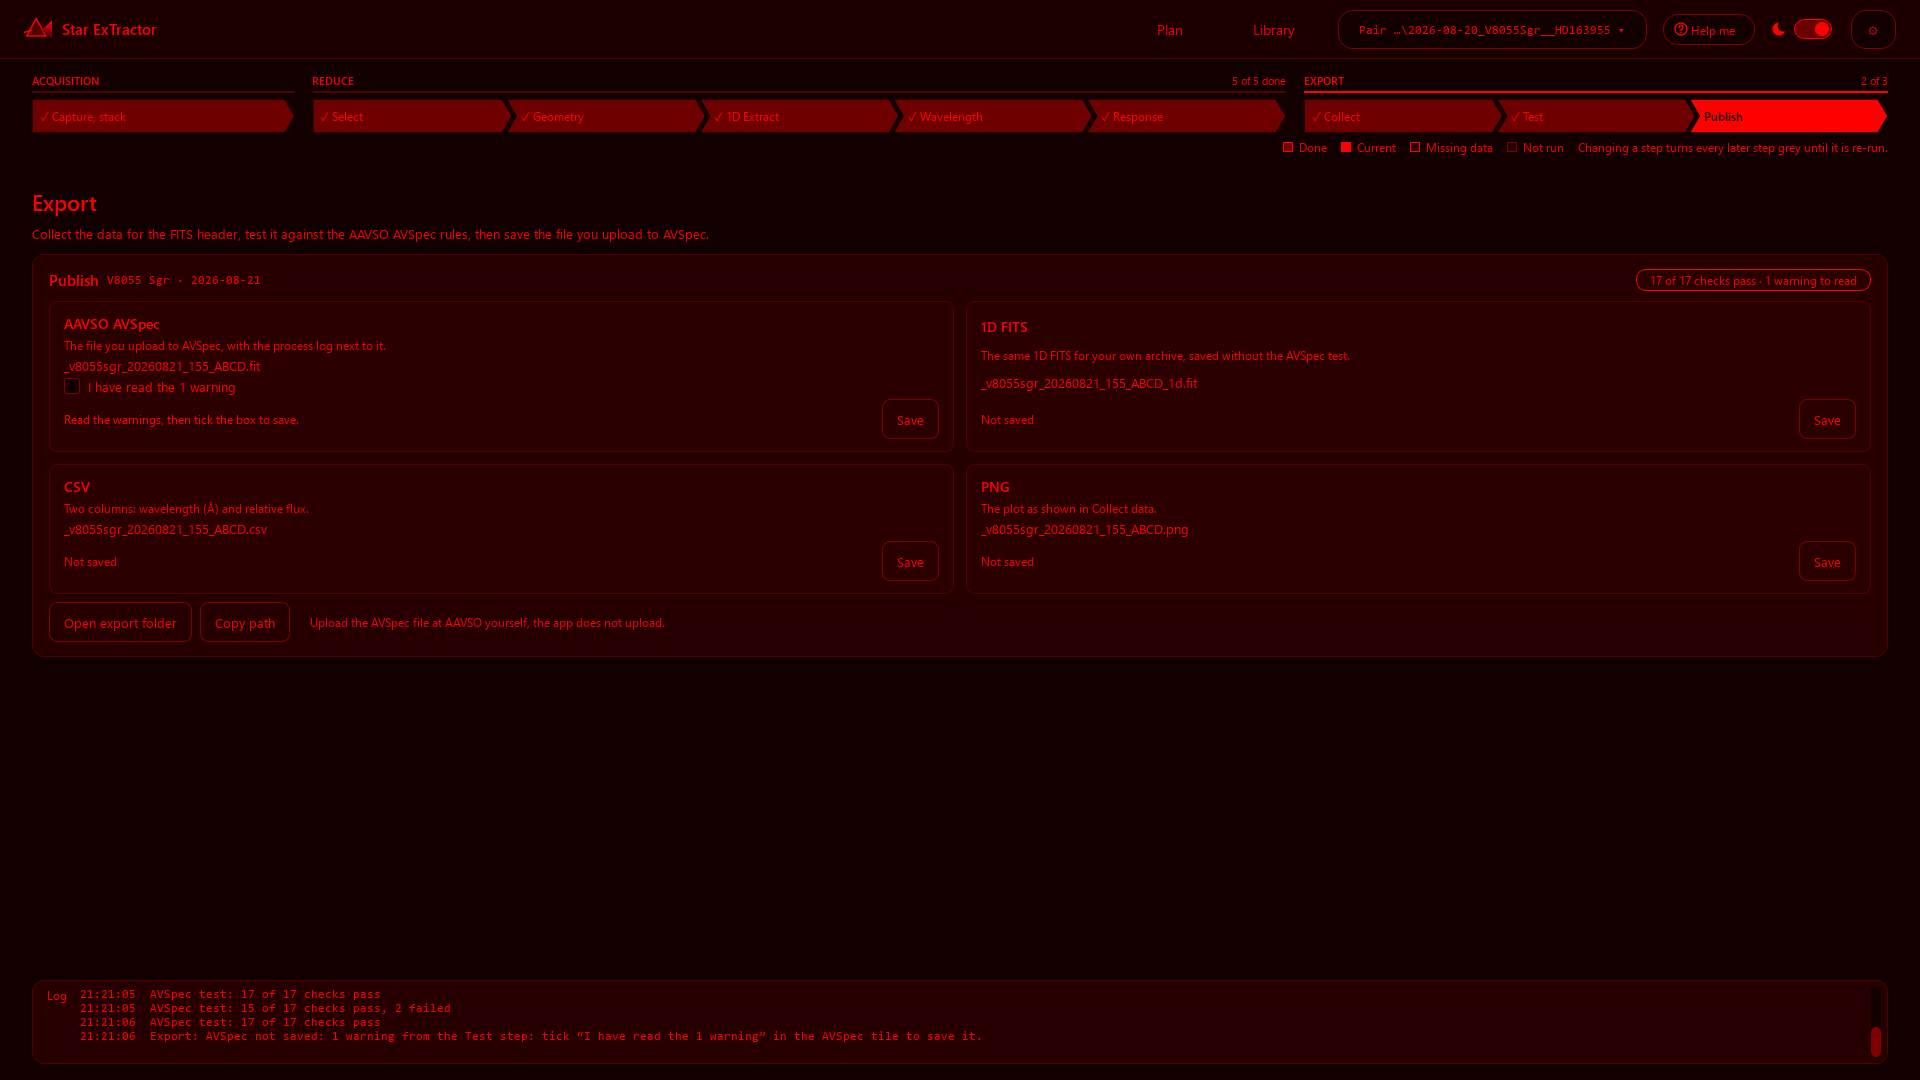 Star ExTractor
Plan
Library
Pair …\2026-08-20_V8055Sgr__HD163955 ▾
Help me
ACQUISITION
REDUCE
5 of 5 done
EXPORT
2 of 3
✓ Capture, stack
✓ Select
✓ Geometry
✓ 1D Extract
✓ Wavelength
✓ Response
✓ Collect
✓ Test
Publish
Done
Current
Missing data
Not run
Changing a step turns every later step grey until it is re-run.
Export
Collect the data for the FITS header, test it against the AAVSO AVSpec rules, then save the file you upload to AVSpec.
Publish V8055 Sgr · 2026-08-21
17 of 17 checks pass · 1 warning to read
AAVSO AVSpec
The file you upload to AVSpec, with the process log next to it.
_v8055sgr_20260821_155_ABCD.fit
I have read the 1 warning
Read the warnings, then tick the box to save.
Save
1D FITS
The same 1D FITS for your own archive, saved without the AVSpec test.
_v8055sgr_20260821_155_ABCD_1d.fit
Not saved
Save
CSV
Two columns: wavelength (Å) and relative flux.
_v8055sgr_20260821_155_ABCD.csv
Not saved
Save
PNG
The plot as shown in Collect data.
_v8055sgr_20260821_155_ABCD.png
Not saved
Save
Open export folder
Copy path
Upload the AVSpec file at AAVSO yourself, the app does not upload.
Log
21:21:05 AVSpec test: 17 of 17 checks pass
21:21:05 AVSpec test: 15 of 17 checks pass, 2 failed
21:21:06 AVSpec test: 17 of 17 checks pass
21:21:06 Export: AVSpec not saved: 1 warning from the Test step: tick “I have read the 1 warning” in the AVSpec tile to save it.